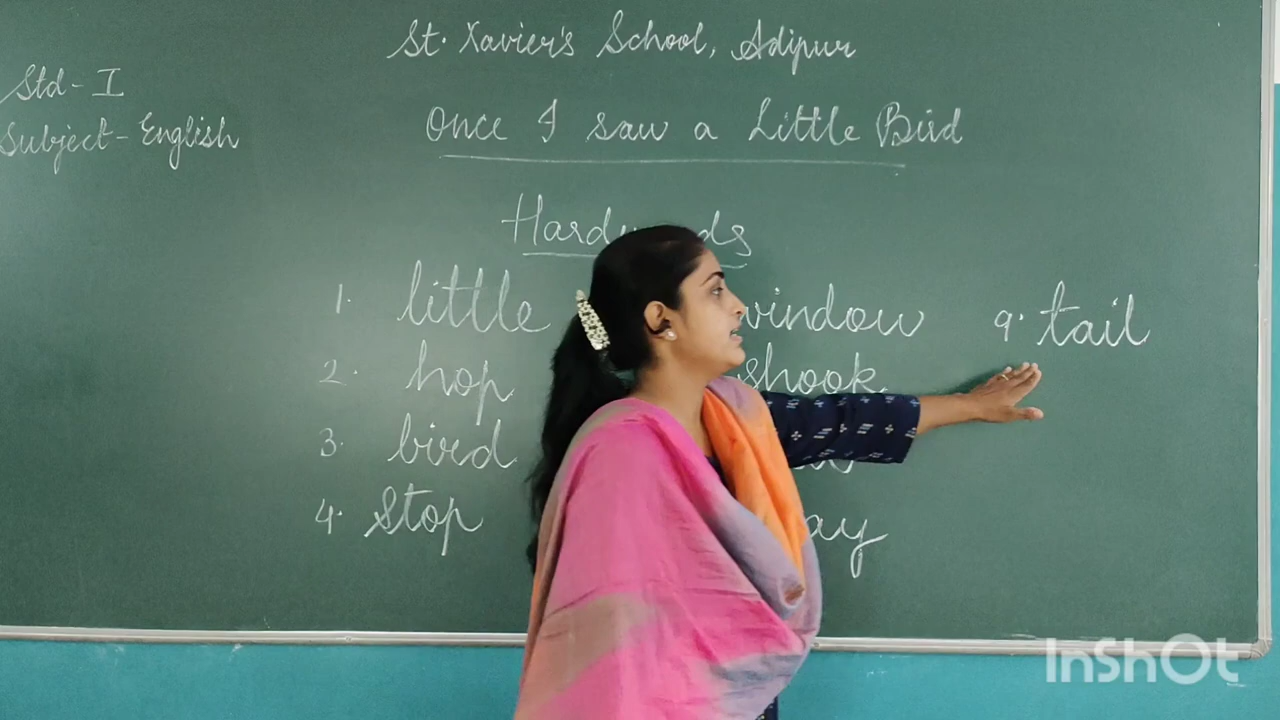 St. Xavier's School, Adipur
Std - I
Subject - English
Once I saw a Little Bird
1. little
2. hop
3. bird
4. Stop
window
shook
9. tail
InShOt